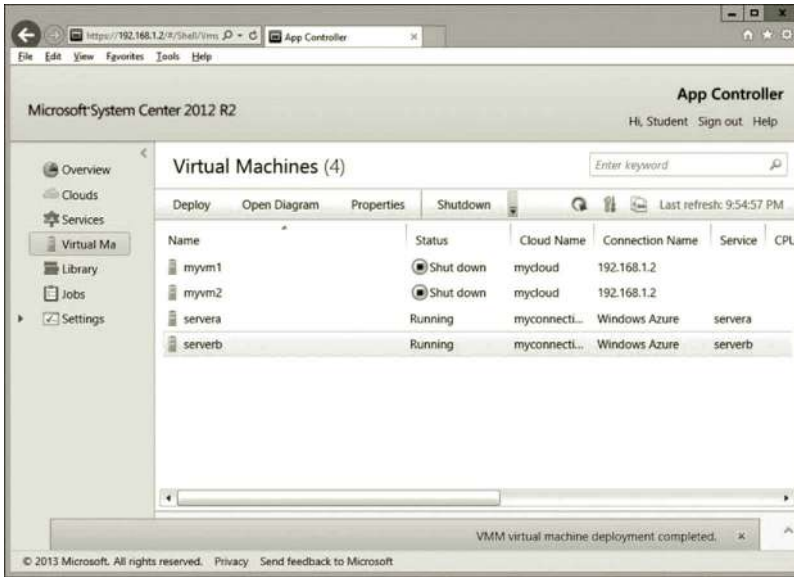 https://192.168.1.2/#/Shell/Vms
App Controller
File Edit View Favorites Tools Help
Microsoft System Center 2012 R2
App Controller
Hi, Student Sign out Help
Overview
Clouds
Services
Virtual Ma
Library
Jobs
Settings
Virtual Machines (4)
Enter keyword
Deploy Open Diagram Properties Shutdown Last refresh: 9:54:57 PM
Name Status Cloud Name Connection Name Service CPU
myvm1 Shut down mycloud 192.168.1.2
myvm2 Shut down mycloud 192.168.1.2
servera Running myconnecti... Windows Azure servera
serverb Running myconnecti... Windows Azure serverb
VMM virtual machine deployment completed.
© 2013 Microsoft. All rights reserved. Privacy Send feedback to Microsoft